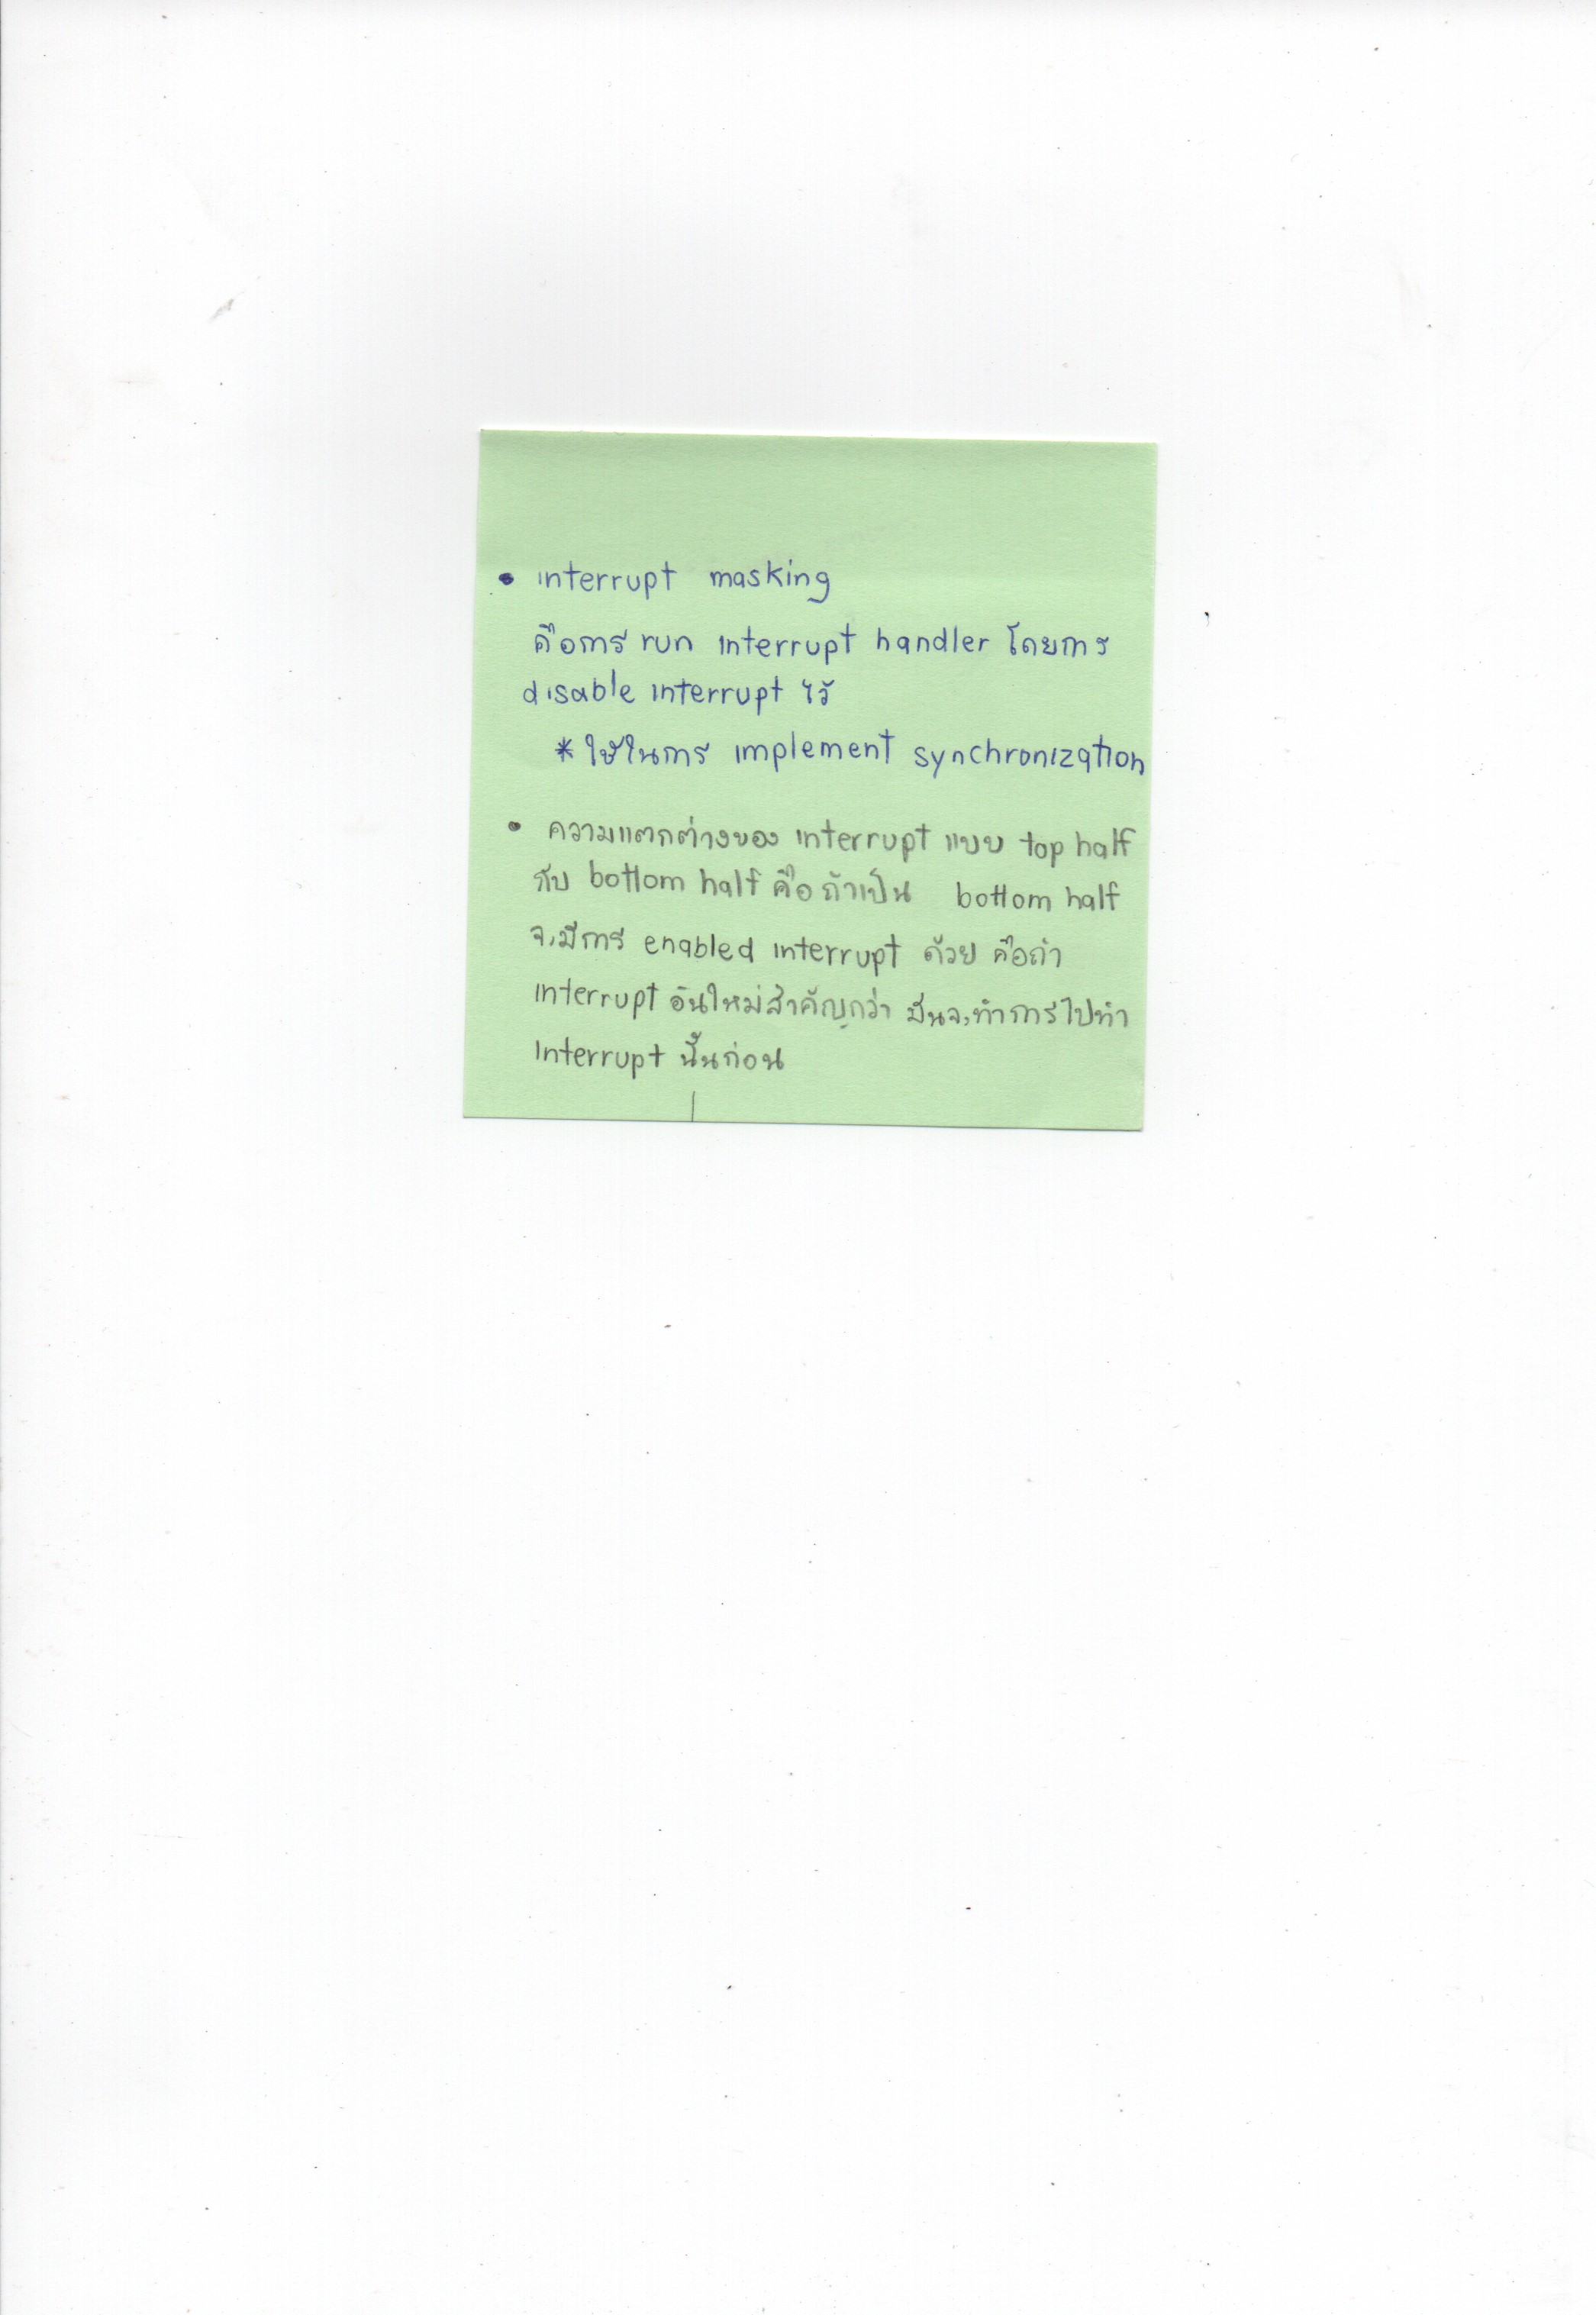 • interrupt masking
คือการ run interrupt handler โดยการ
disable interrupt ไว้
* ใช้ในการ implement synchronization
• ความแตกต่างของ interrupt แบบ top half
กับ bottom half คือ ถ้าเป็น bottom half
จะมีการ enabled interrupt ด้วย คือถ้า
interrupt อันใหม่สำคัญกว่า มันจะทำการไปทำ
interrupt นั้นก่อน